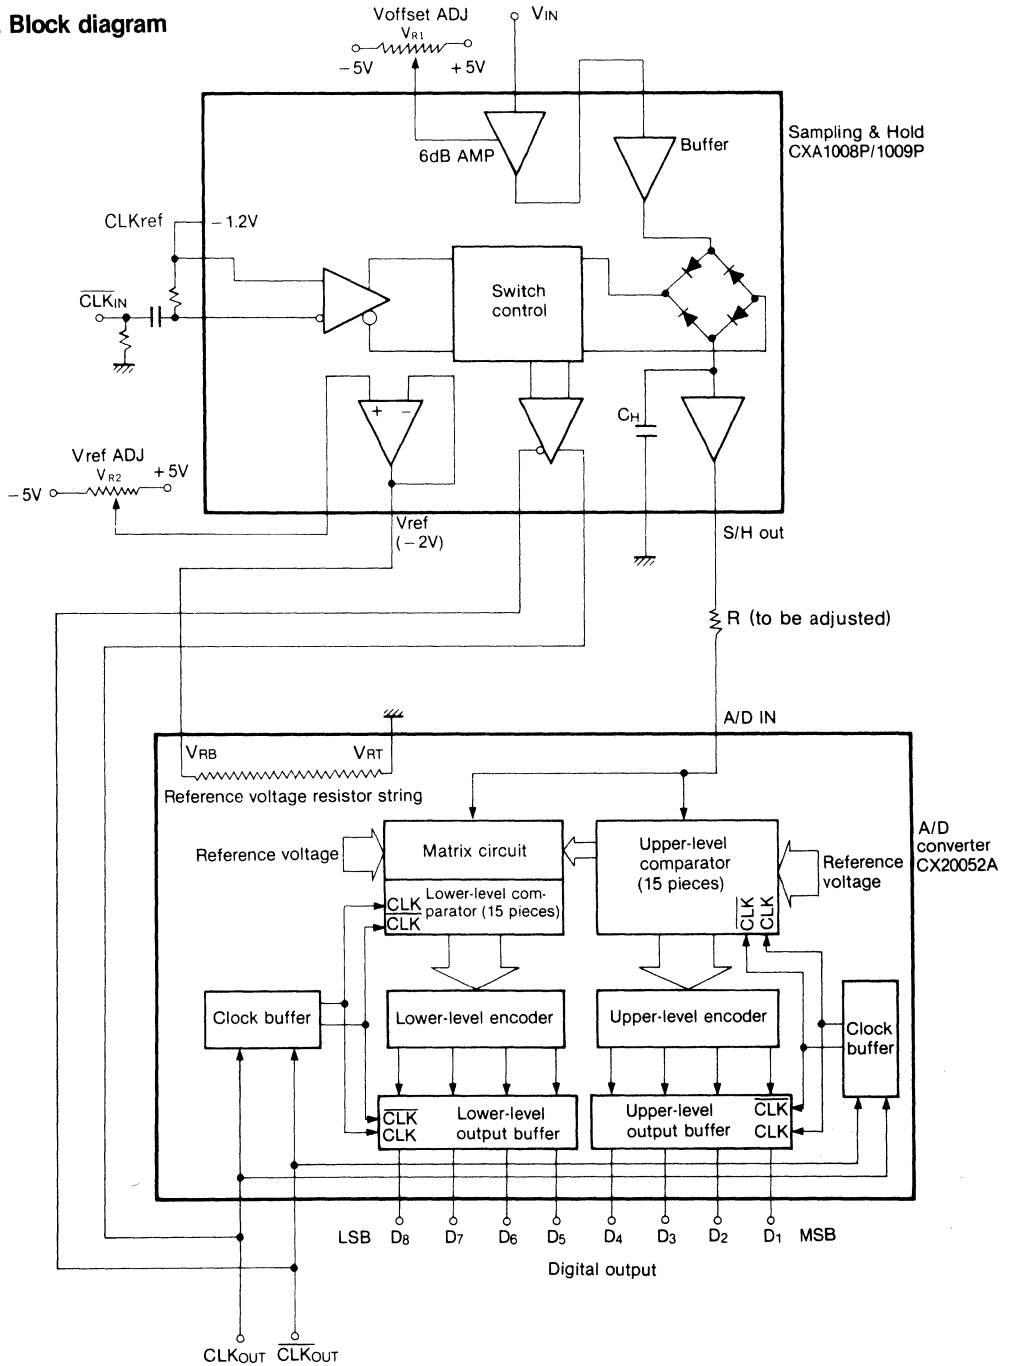 Block diagram
Voffset ADJ
VR1
−5V
+5V
VIN
Sampling & Hold
CXA1008P/1009P
6dB AMP
Buffer
CLKref
−1.2V
CLKIN
Switch
control
+
−
CH
Vref ADJ
VR2
−5V
+5V
Vref
(−2V)
S/H out
R (to be adjusted)
A/D IN
VRB
VRT
Reference voltage resistor string
A/D
converter
CX20052A
Reference voltage
Matrix circuit
Upper-level
comparator
(15 pieces)
Reference
voltage
CLK
CLK
Lower-level com-
parator (15 pieces)
CLK
CLK
Clock buffer
Lower-level encoder
Upper-level encoder
Clock
buffer
CLK
CLK
Lower-level
output buffer
Upper-level
output buffer
CLK
CLK
LSB
D8
D7
D6
D5
D4
D3
D2
D1
MSB
Digital output
CLKOUT
CLKOUT